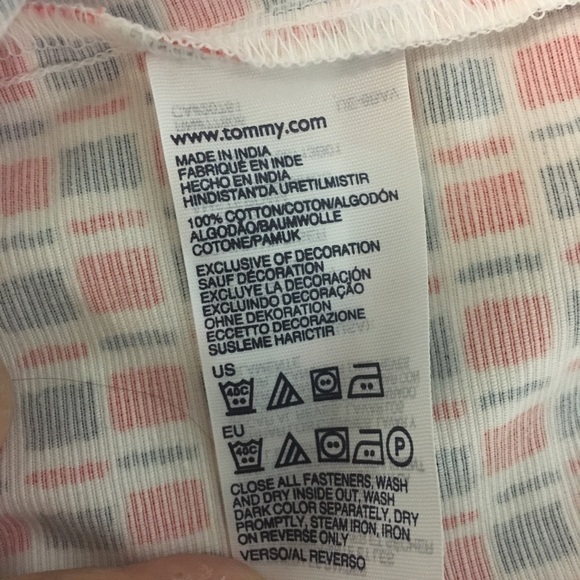 www.tommy.com
MADE IN INDIA
FABRIQUÉ EN INDE
HECHO EN INDIA
HINDISTAN'DA ÜRETILMISTIR
100% COTTON/COTON/ALGODÓN
ALGODÃO/BAUMWOLLE
COTONE/PAMUK
EXCLUSIVE OF DECORATION
SAUF DÉCORATION
EXCLUYE LA DECORACIÓN
EXCLUINDO DECORAÇÃO
OHNE DEKORATION
ECCETTO DECORAZIONE
SUSLEME HARICTIR
US
40C
EU
40C P
CLOSE ALL FASTENERS, WASH
AND DRY INSIDE OUT, WASH
DARK COLOR SEPARATELY, DRY
PROMPTLY, STEAM IRON, IRON
ON REVERSE ONLY
VERSO/AL REVERSO